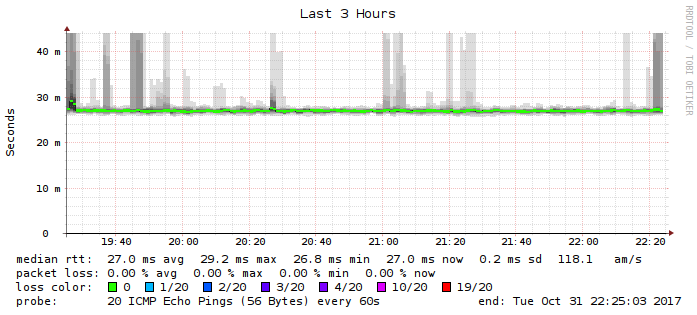 Last 3 Hours
RRDTOOL / TOBI OETIKER
Seconds
40 m
30 m
20 m
10 m
0
19:40 20:00 20:20 20:40 21:00 21:20 21:40 22:00 22:20
median rtt: 27.0 ms avg 29.2 ms max 26.8 ms min 27.0 ms now 0.2 ms sd 118.1 am/s
packet loss: 0.00 % avg 0.00 % max 0.00 % min 0.00 % now
loss color: 0 1/20 2/20 3/20 4/20 10/20 19/20
probe: 20 ICMP Echo Pings (56 Bytes) every 60s end: Tue Oct 31 22:25:03 2017